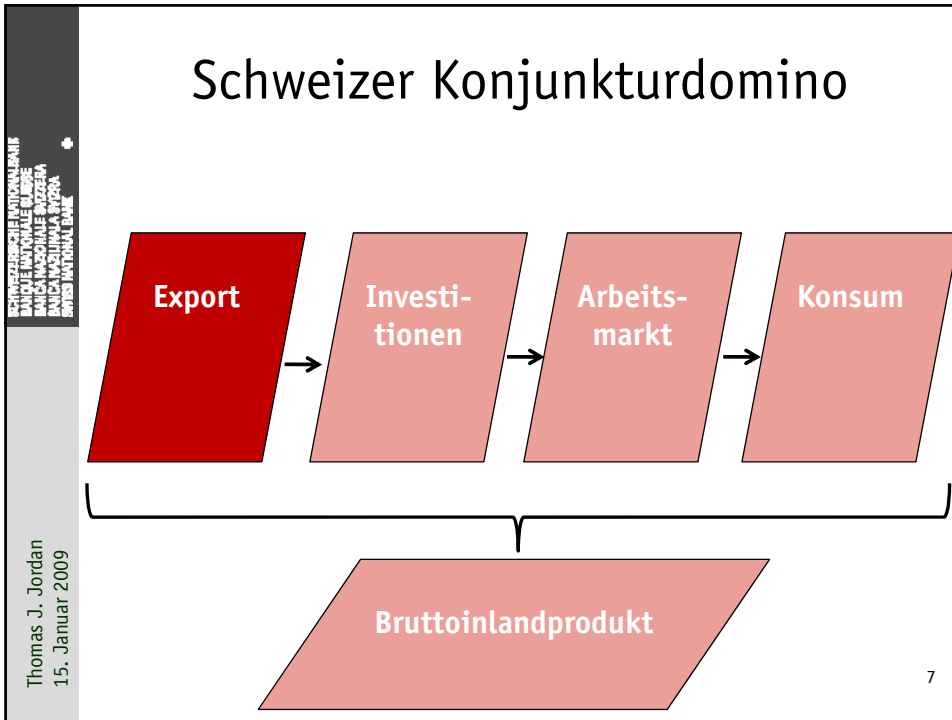 Schweizer Konjunkturdomino
SCHWEIZERISCHE NATIONALBANK
BANQUE NATIONALE SUISSE
BANCA NAZIONALE SVIZZERA
BANCA NAZIUNALA SVIZRA
SWISS NATIONAL BANK
Export
Investi-
tionen
Arbeits-
markt
Konsum
Bruttoinlandprodukt
Thomas J. Jordan
15. Januar 2009
7